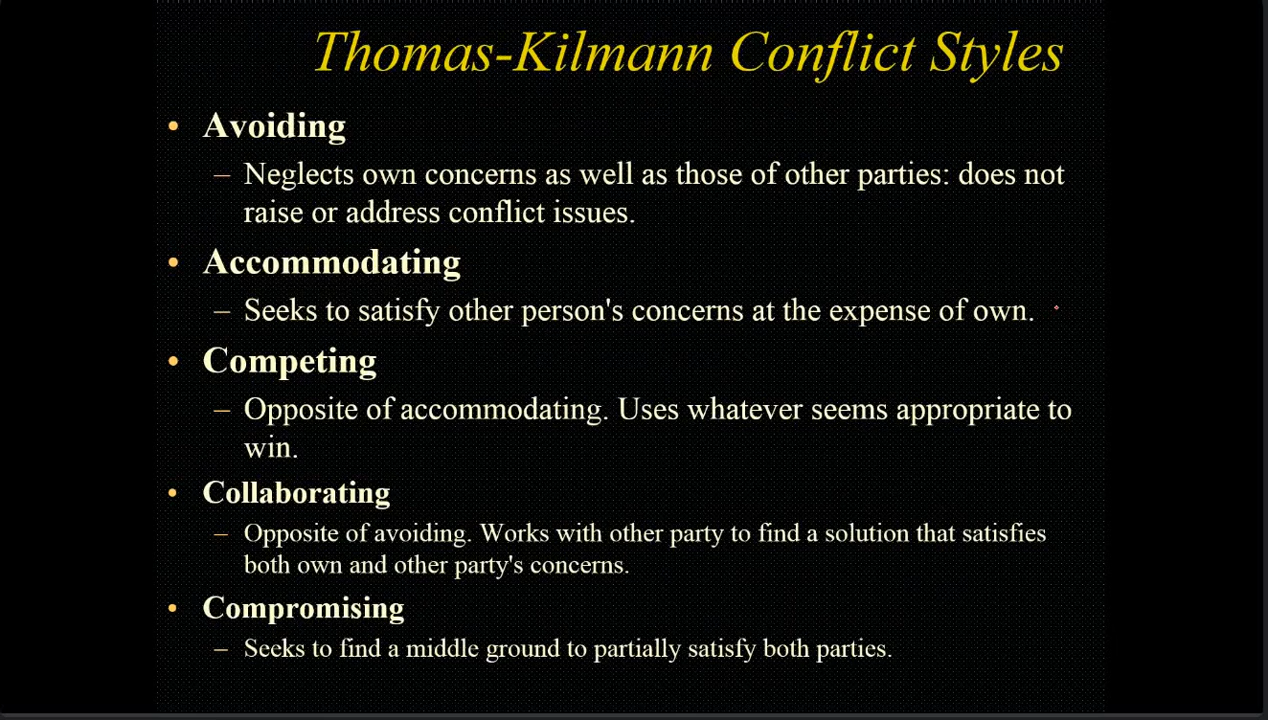 Thomas-Kilmann Conflict Styles
• Avoiding
– Neglects own concerns as well as those of other parties: does not
raise or address conflict issues.
• Accommodating
– Seeks to satisfy other person's concerns at the expense of own.
• Competing
– Opposite of accommodating. Uses whatever seems appropriate to
win.
• Collaborating
– Opposite of avoiding. Works with other party to find a solution that satisfies
both own and other party's concerns.
• Compromising
– Seeks to find a middle ground to partially satisfy both parties.